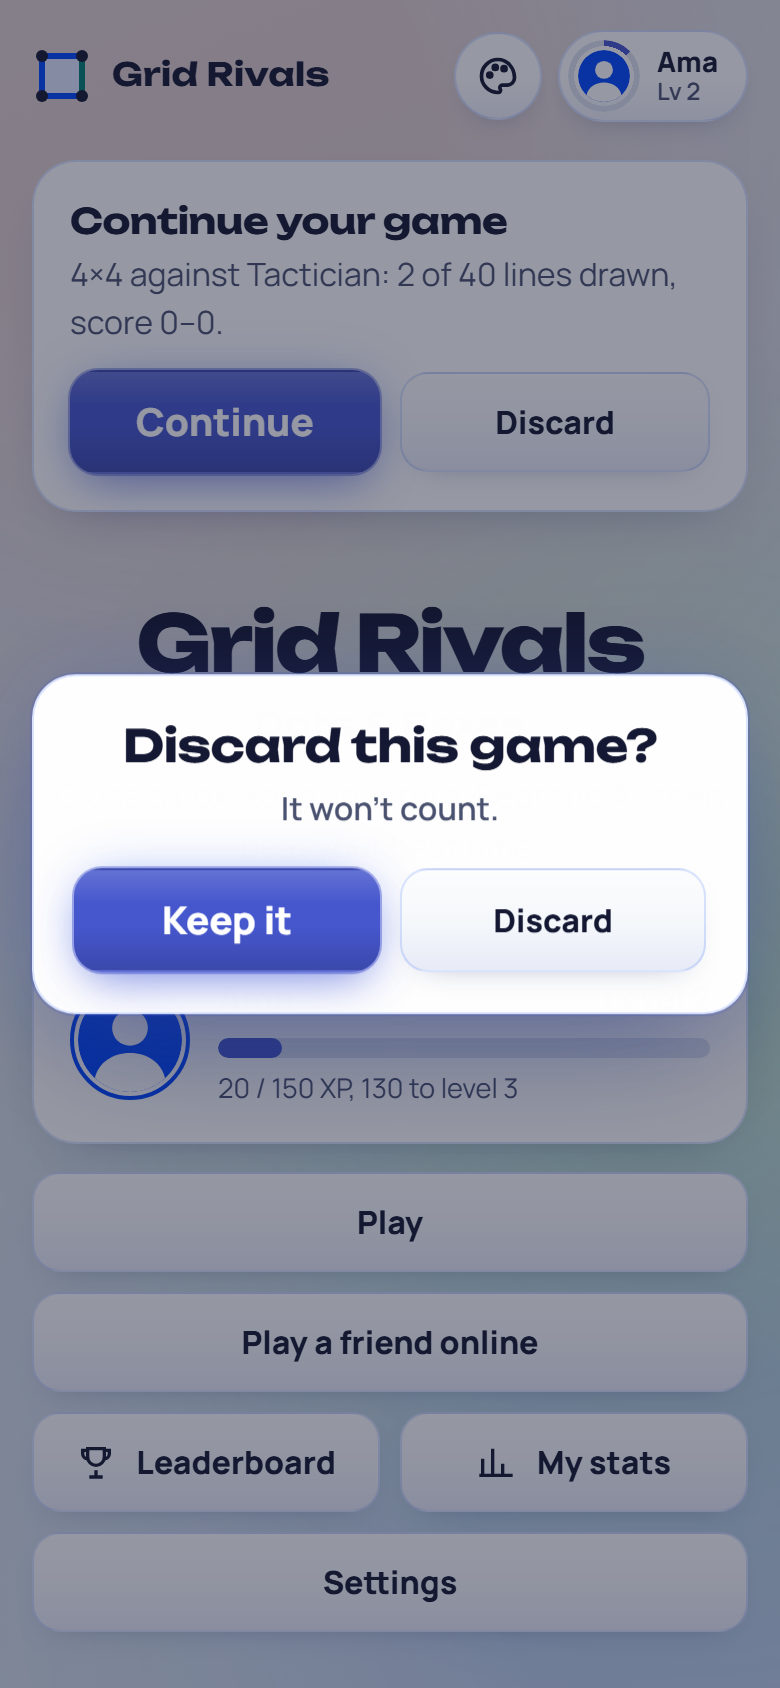 Grid Rivals
Ama
Lv 2
Continue your game
4×4 against Tactician: 2 of 40 lines drawn,
score 0–0.
Continue
Discard
Grid Rivals
Discard this game?
It won’t count.
Keep it
Discard
20 / 150 XP, 130 to level 3
Play
Play a friend online
Leaderboard
My stats
Settings